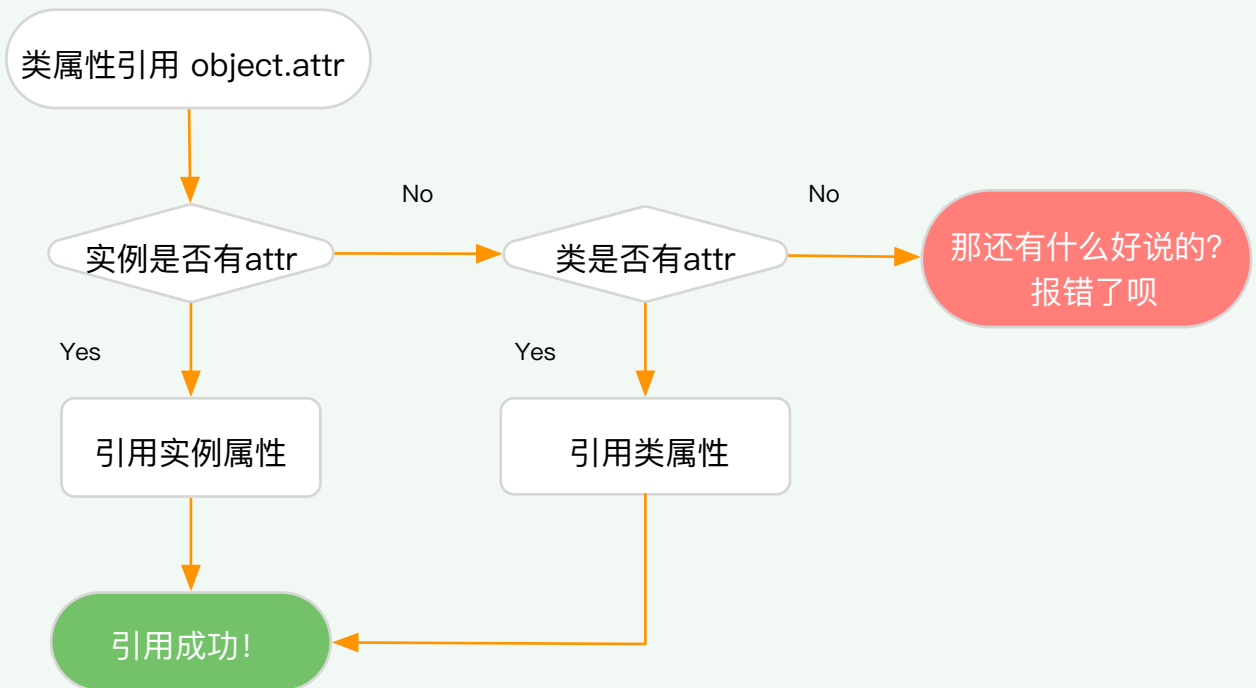 类属性引用 object.attr
No
No
实例是否有attr
类是否有attr
那还有什么好说的?
报错了呗
Yes
Yes
引用实例属性
引用类属性
引用成功!